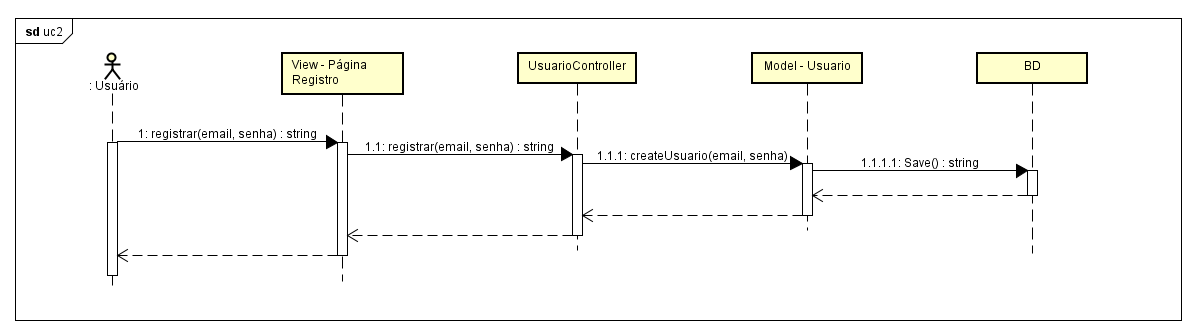 sd uc2
: Usuário
View - Página
Registro
UsuarioController
Model - Usuario
BD
1: registrar(email, senha) : string
1.1: registrar(email, senha) : string
1.1.1: createUsuario(email, senha)
1.1.1.1: Save() : string